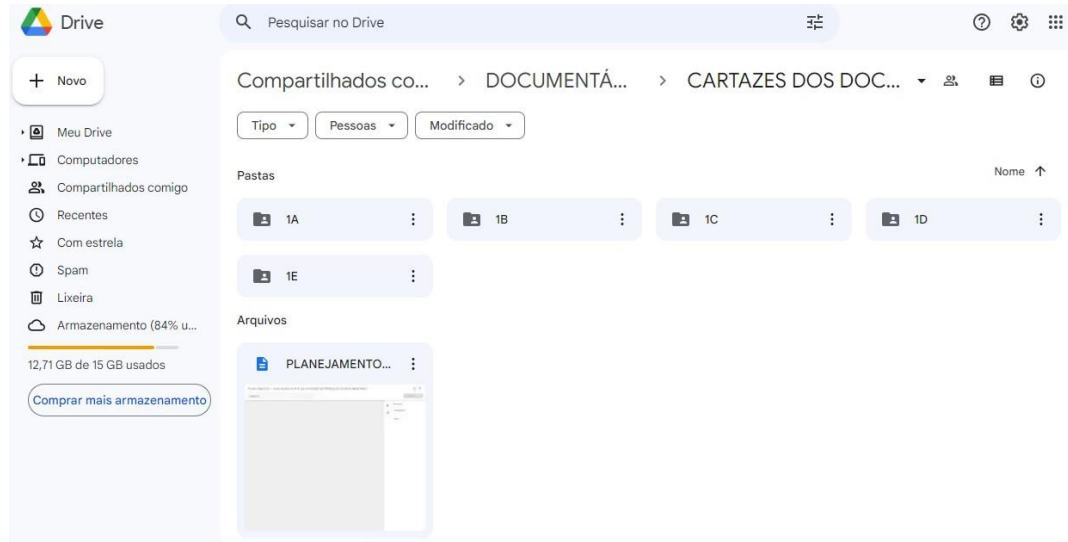 Drive
Pesquisar no Drive
Novo
Compartilhados co... > DOCUMENTÁ... > CARTAZES DOS DOC...
Tipo Pessoas Modificado
Meu Drive
Computadores
Compartilhados comigo
Recentes
Com estrela
Spam
Lixeira
Armazenamento (84% u...
12,71 GB de 15 GB usados
Comprar mais armazenamento
Pastas
Nome
1A 1B 1C 1D
1E
Arquivos
PLANEJAMENTO...